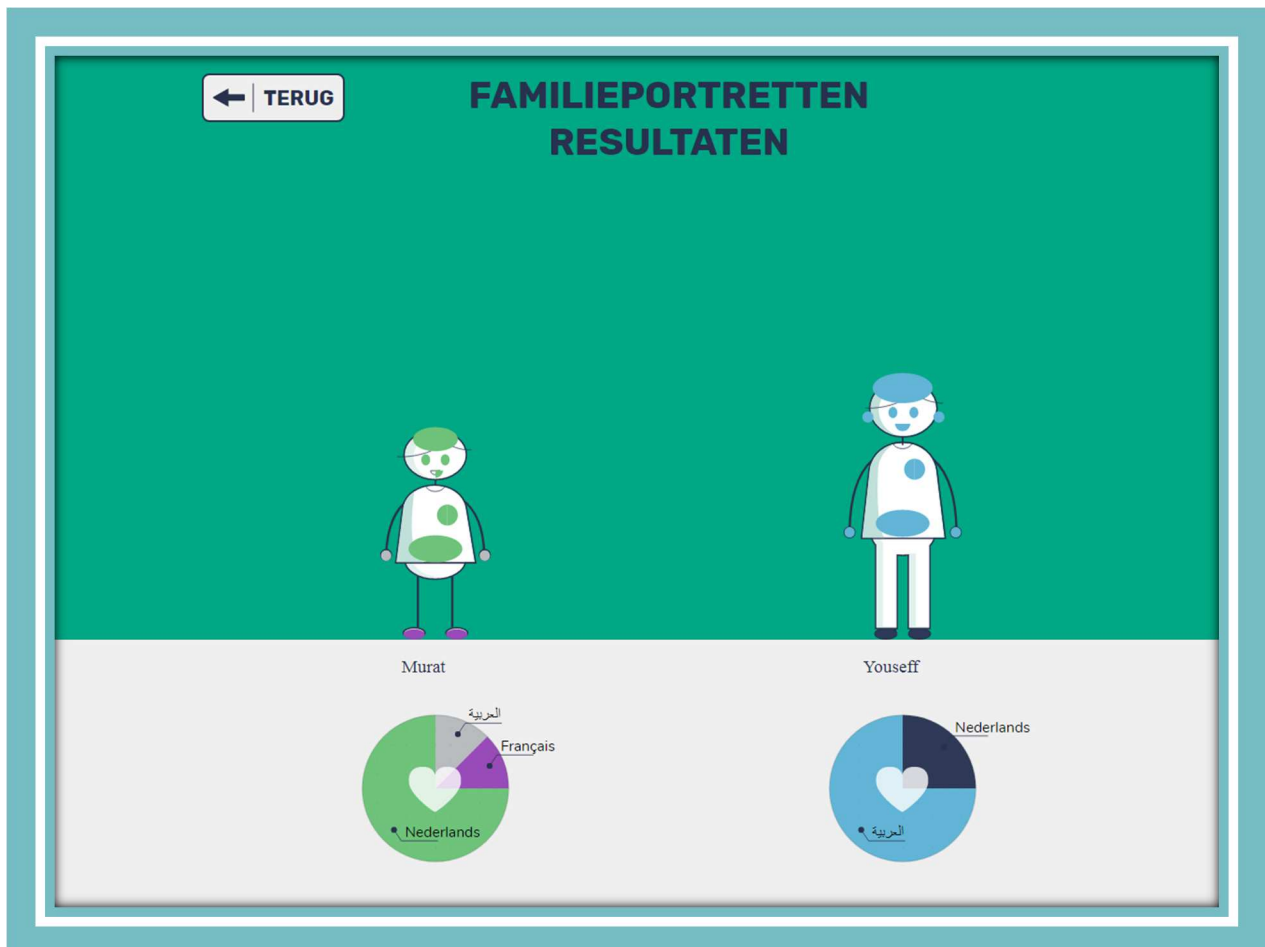 TERUG
FAMILIEPORTRETTEN
RESULTATEN
Murat
Youseff
العربية
Français
Nederlands
Nederlands
العربية